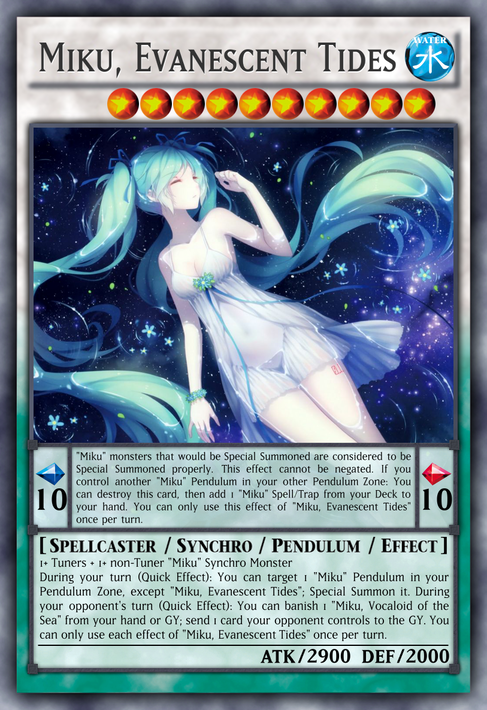 Miku, Evanescent Tides
WATER
水
"Miku" monsters that would be Special Summoned are considered to be
Special Summoned properly. This effect cannot be negated. If you
control another "Miku" Pendulum in your other Pendulum Zone: You
can destroy this card, then add 1 "Miku" Spell/Trap from your Deck to
your hand. You can only use this effect of "Miku, Evanescent Tides"
once per turn.
10
10
[ Spellcaster / Synchro / Pendulum / Effect ]
1+ Tuners + 1+ non-Tuner "Miku" Synchro Monster
During your turn (Quick Effect): You can target 1 "Miku" Pendulum in your
Pendulum Zone, except "Miku, Evanescent Tides"; Special Summon it. During
your opponent's turn (Quick Effect): You can banish 1 "Miku, Vocaloid of the
Sea" from your hand or GY; send 1 card your opponent controls to the GY. You
can only use each effect of "Miku, Evanescent Tides" once per turn.
ATK/2900 DEF/2000